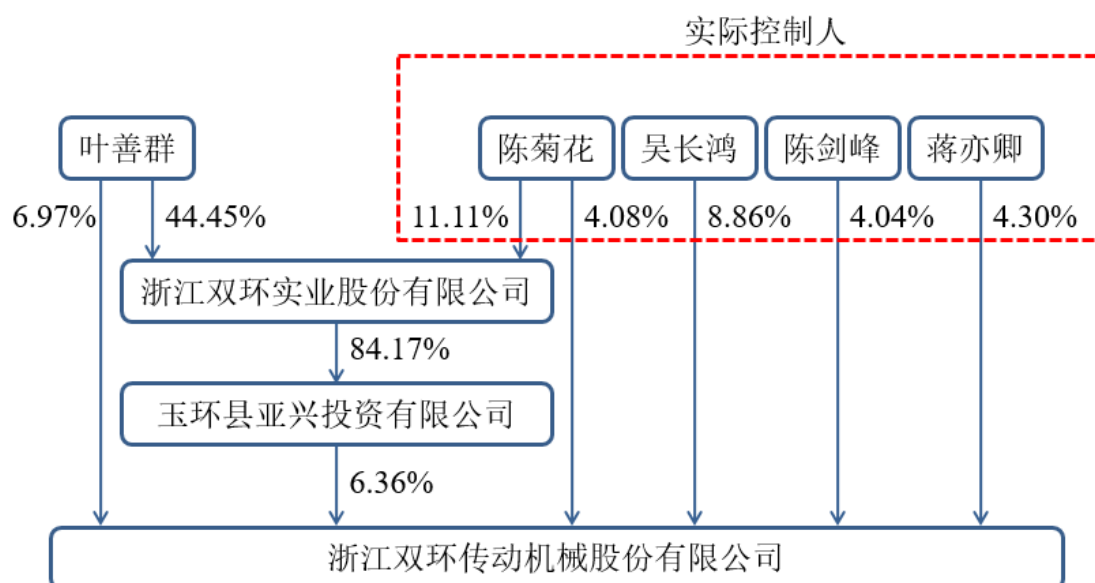 实际控制人
叶善群
陈菊花
吴长鸿
陈剑峰
蒋亦卿
6.97%
44.45%
11.11%
4.08%
8.86%
4.04%
4.30%
浙江双环实业股份有限公司
84.17%
玉环县亚兴投资有限公司
6.36%
浙江双环传动机械股份有限公司